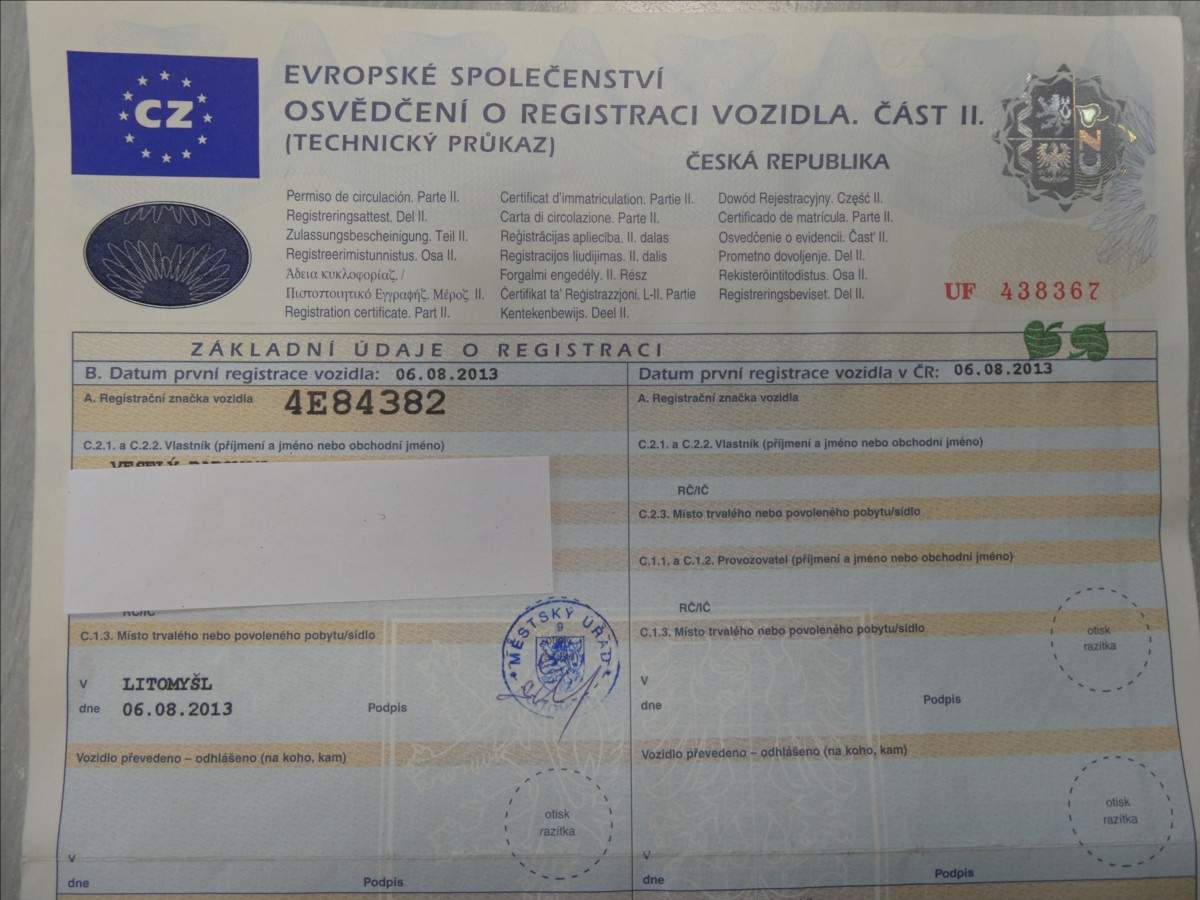 CZ
EVROPSKÉ SPOLEČENSTVÍ
OSVĚDČENÍ O REGISTRACI VOZIDLA. ČÁST II.
(TECHNICKÝ PRŮKAZ)
ČESKÁ REPUBLIKA
CZ
Permiso de circulación. Parte II.
Registreringsattest. Del II.
Zulassungsbescheinigung. Teil II.
Registreerimistunnistus. Osa II.
Άδεια κυκλοφορίας. /
Πιστοποιητικό Εγγραφής. Μέρος II.
Registration certificate. Part II.
Certificat d'immatriculation. Partie II.
Carta di circolazione. Parte II.
Reģistrācijas apliecība. II. dalas
Registracijos liudijimas. II. dalis
Forgalmi engedély. II. Rész
Ċertifikat ta' Reġistrazzjoni. L-II. Partie
Kentekenbewijs. Deel II.
Dowód Rejestracyjny. Część II.
Certificado de matrícula. Parte II.
Osvedčenie o evidencii. Časť II.
Prometno dovoljenje. Del II.
Rekisteröintitodistus. Osa II.
Registreringsbeviset. Del II.
UF 438367
ZÁKLADNÍ ÚDAJE O REGISTRACI
B. Datum první registrace vozidla: 06.08.2013
A. Registrační značka vozidla 4E84382
C.2.1. a C.2.2. Vlastník (příjmení a jméno nebo obchodní jméno)
RČ/IČ
C.1.3. Místo trvalého nebo povoleného pobytu/sídlo
MĚSTSKÝ ÚŘAD
9
V LITOMYŠL
dne 06.08.2013 Podpis
Vozidlo převedeno – odhlášeno (na koho, kam)
otisk
razítka
V
dne Podpis
Datum první registrace vozidla v ČR: 06.08.2013
A. Registrační značka vozidla
C.2.1. a C.2.2. Vlastník (příjmení a jméno nebo obchodní jméno)
RČ/IČ
C.2.3. Místo trvalého nebo povoleného pobytu/sídlo
C.1.1. a C.1.2. Provozovatel (příjmení a jméno nebo obchodní jméno)
RČ/IČ
C.1.3. Místo trvalého nebo povoleného pobytu/sídlo
otisk
razítka
V
dne Podpis
Vozidlo převedeno – odhlášeno (na koho, kam)
otisk
razítka
V
dne Podpis